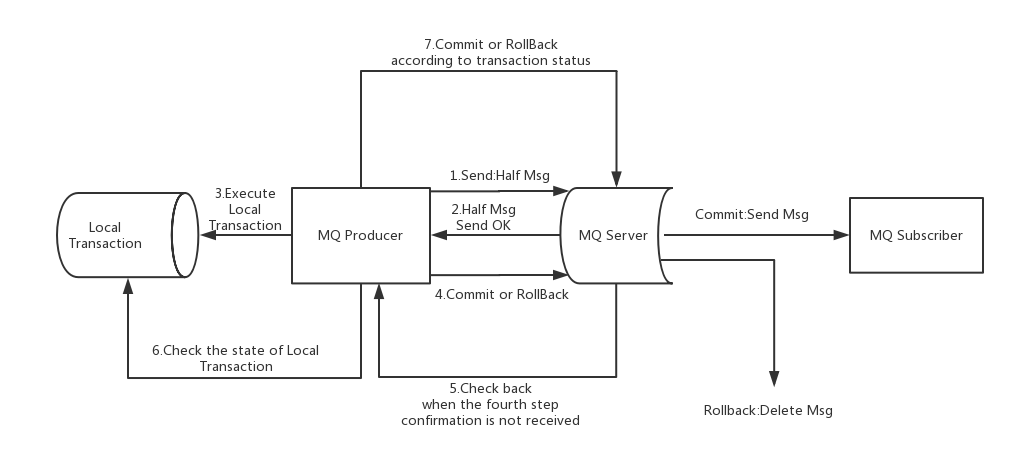 7.Commit or RollBack
according to transaction status
1.Send:Half Msg
3.Execute
Local
Transaction
2.Half Msg
Send OK
Commit:Send Msg
Local
Transaction
MQ Producer
MQ Server
MQ Subscriber
4.Commit or RollBack
6.Check the state of Local
Transaction
5.Check back
when the fourth step
confirmation is not received
Rollback:Delete Msg